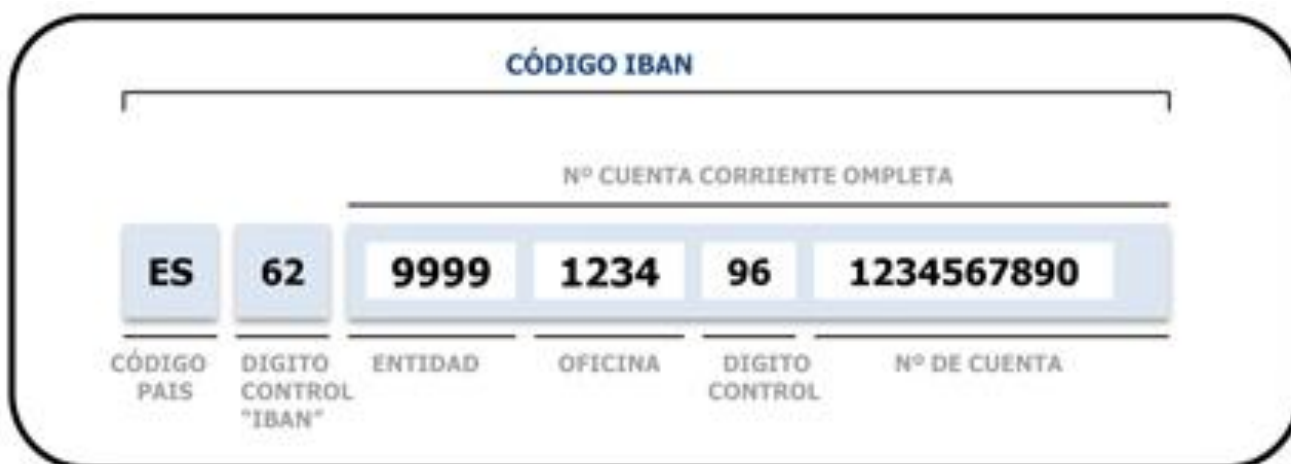 CÓDIGO IBAN
Nº CUENTA CORRIENTE OMPLETA
ES 62 9999 1234 96 1234567890
CÓDIGO DIGITO ENTIDAD OFICINA DIGITO Nº DE CUENTA
PAIS CONTROL CONTROL
"IBAN"